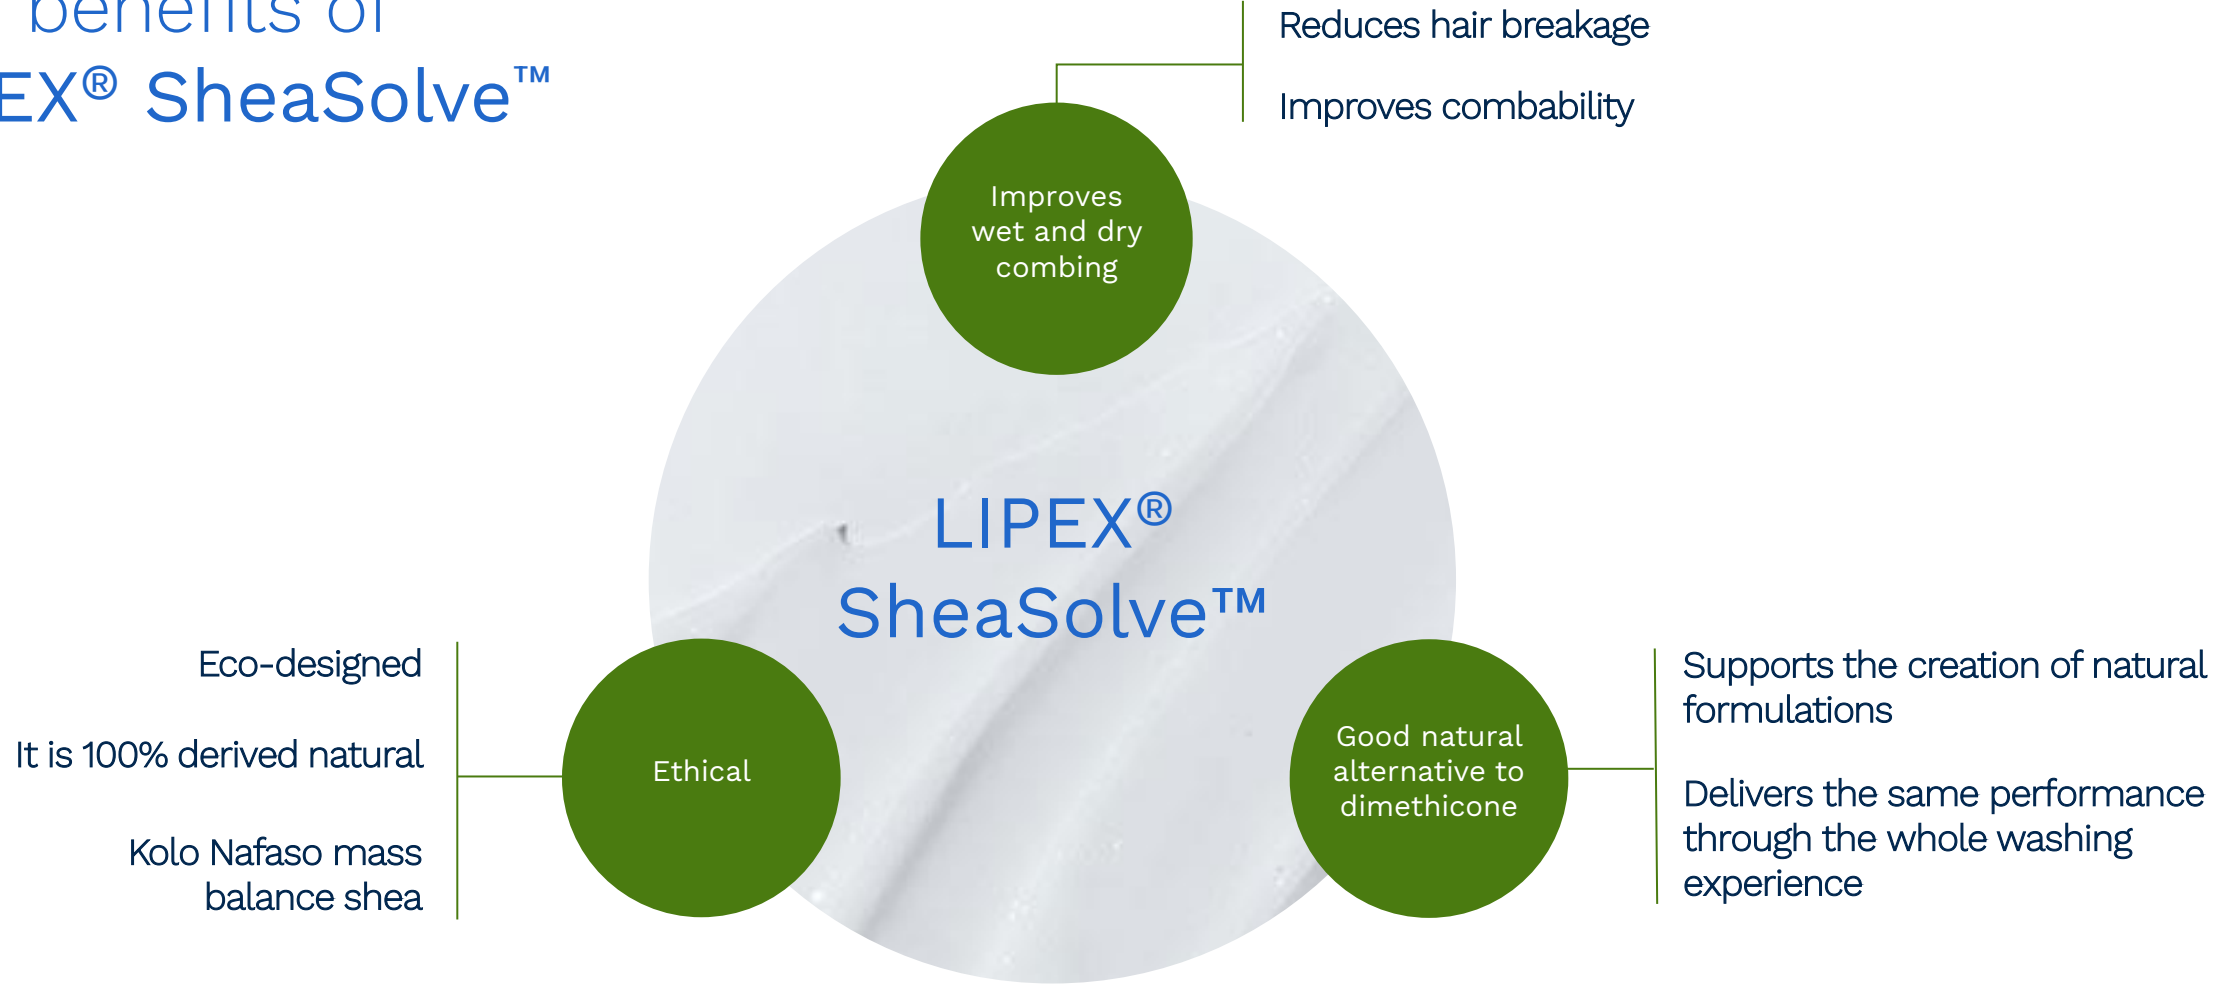 benefits of
EX® SheaSolve™
Reduces hair breakage
Improves combability
Improves
wet and dry
combing
LIPEX®
SheaSolve™
Eco-designed
It is 100% derived natural
Kolo Nafaso mass
balance shea
Ethical
Good natural
alternative to
dimethicone
Supports the creation of natural
formulations
Delivers the same performance
through the whole washing
experience